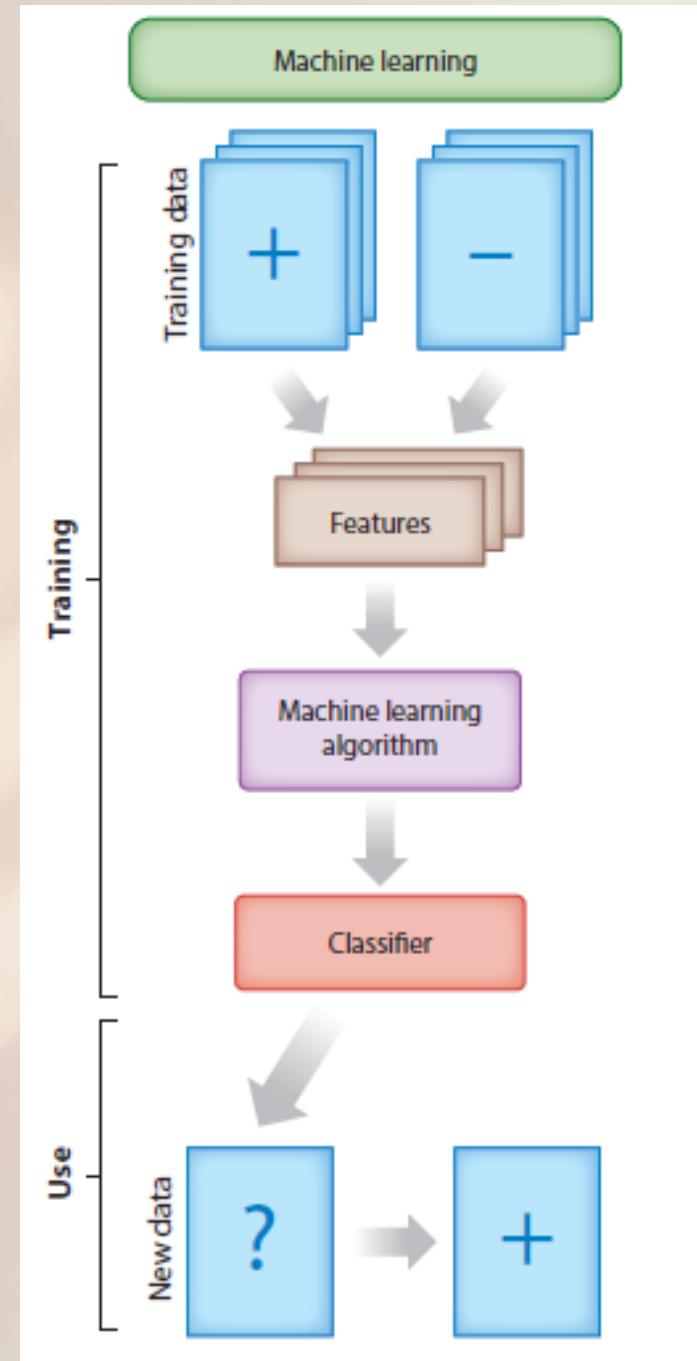 Machine learning
Training data
+
−
Features
Training
Machine learning
algorithm
Classifier
Use
New data
?
+